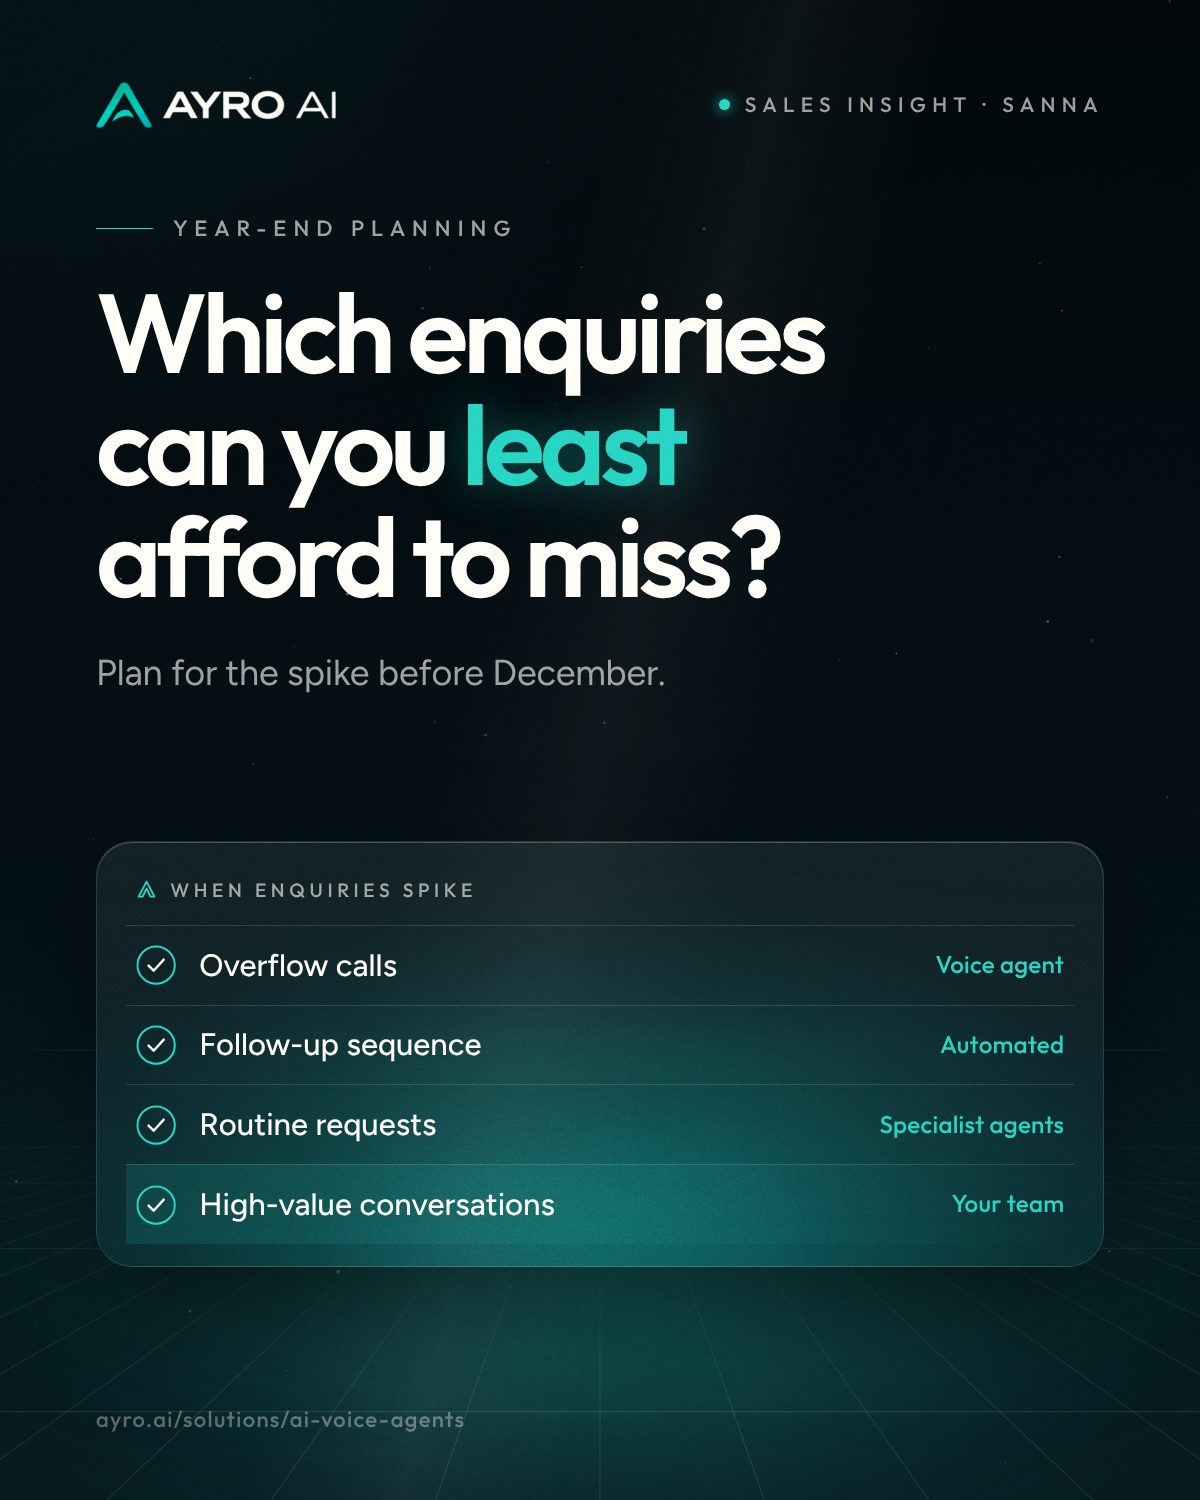 AYRO AI
SALES INSIGHT · SANNA
YEAR-END PLANNING
Which enquiries
can you least
afford to miss?
Plan for the spike before December.
WHEN ENQUIRIES SPIKE
Overflow calls
Voice agent
Follow-up sequence
Automated
Routine requests
Specialist agents
High-value conversations
Your team
ayro.ai/solutions/ai-voice-agents